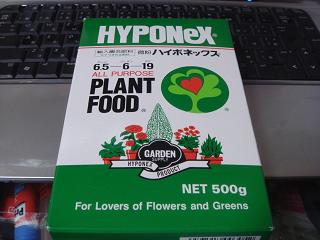 HYPONeX®
輸入園芸肥料 微粉 ハイポネックス®
6.5—6—19
ALL PURPOSE
PLANT
FOOD®
GARDEN
SUPPLY
HYPONEX PRODUCT
NET 500g
For Lovers of Flowers and Greens